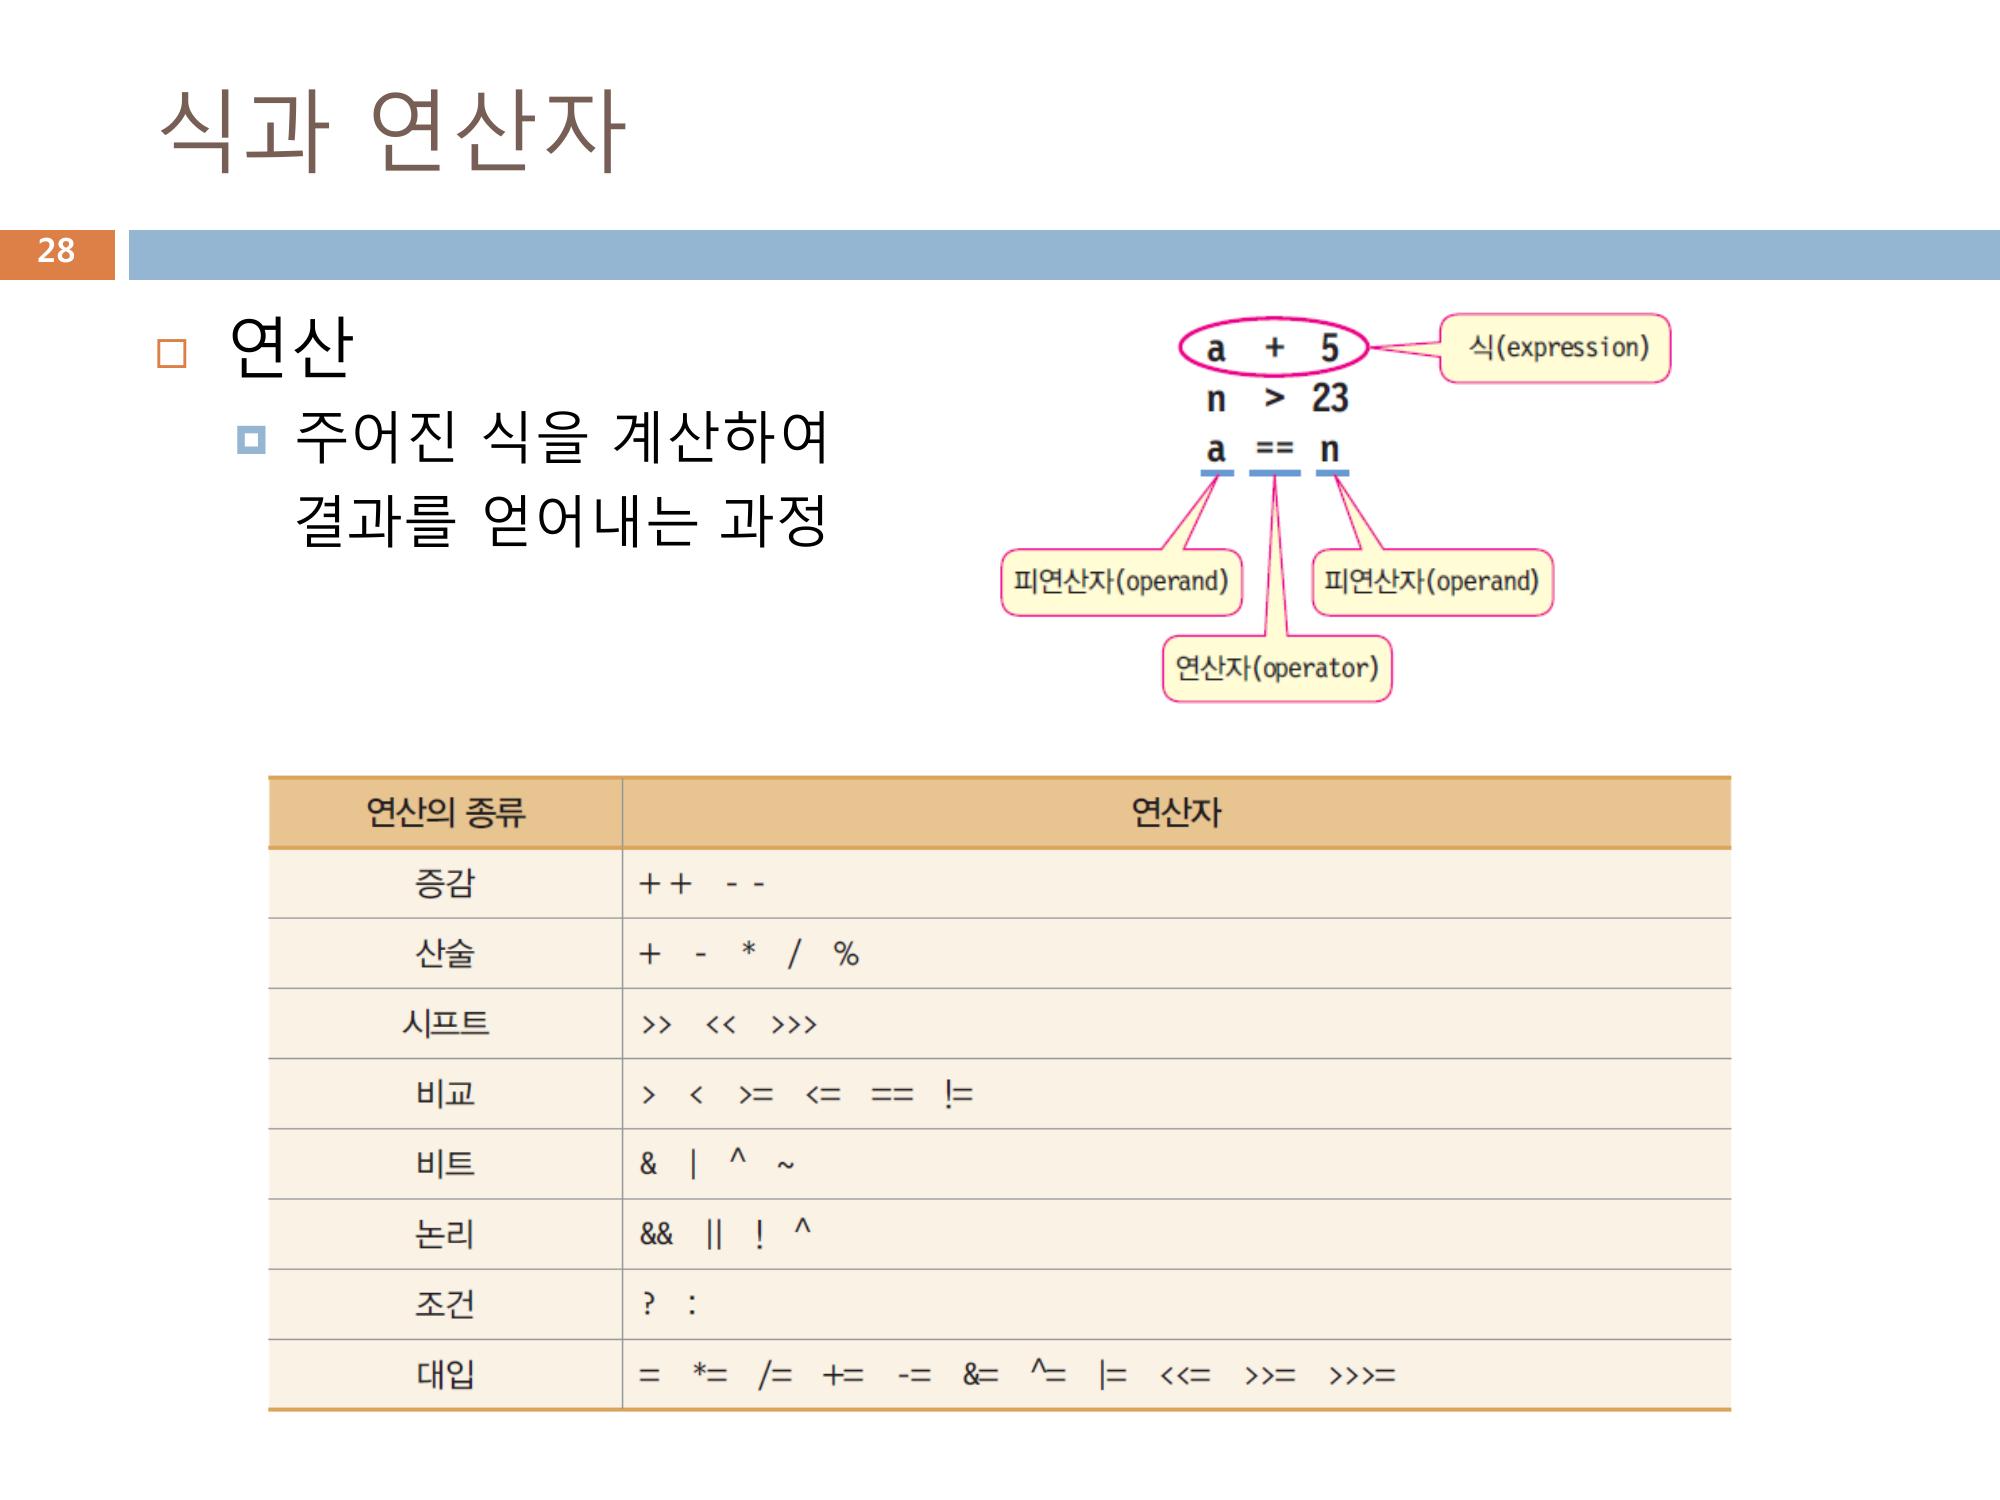 식과 연산자
28
연산
주어진 식을 계산하여
결과를 얻어내는 과정
a + 5
식(expression)
n > 23
a == n
피연산자(operand)
피연산자(operand)
연산자(operator)
연산의 종류 연산자
증감 ++ --
산술 + - * / %
시프트 >> << >>>
비교 > < >= <= == !=
비트 & | ^ ~
논리 && || ! ^
조건 ? :
대입 = *= /= += -= &= ^= |= <<= >>= >>>=